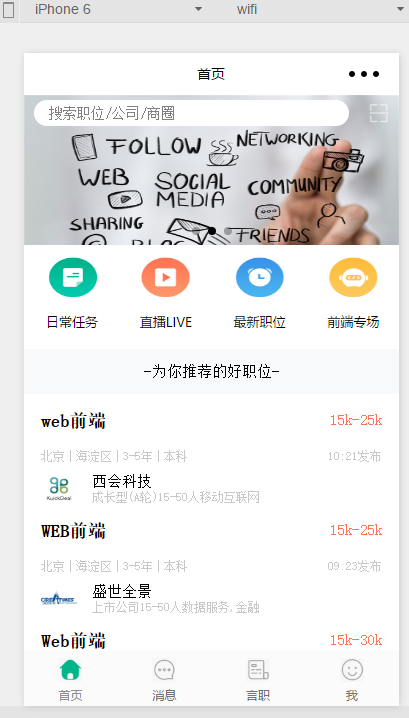 iPhone 6 wifi
首页
搜索职位/公司/商圈
FOLLOW NETWORKING
WEB SOCIAL MEDIA COMMUNITY
SHARING
BLOG FRIENDS
日常任务 直播LIVE 最新职位 前端专场
-为你推荐的好职位-
web前端 15k-25k
北京 | 海淀区 | 3-5年 | 本科 10:21发布
KuickDeal
西会科技
成长型(A轮)15-50人移动互联网
WEB前端 15k-25k
北京 | 海淀区 | 3-5年 | 本科 09:23发布
盛世全景
上市公司15-50人数据服务,金融
Web前端 15k-30k
首页 消息 言职 我